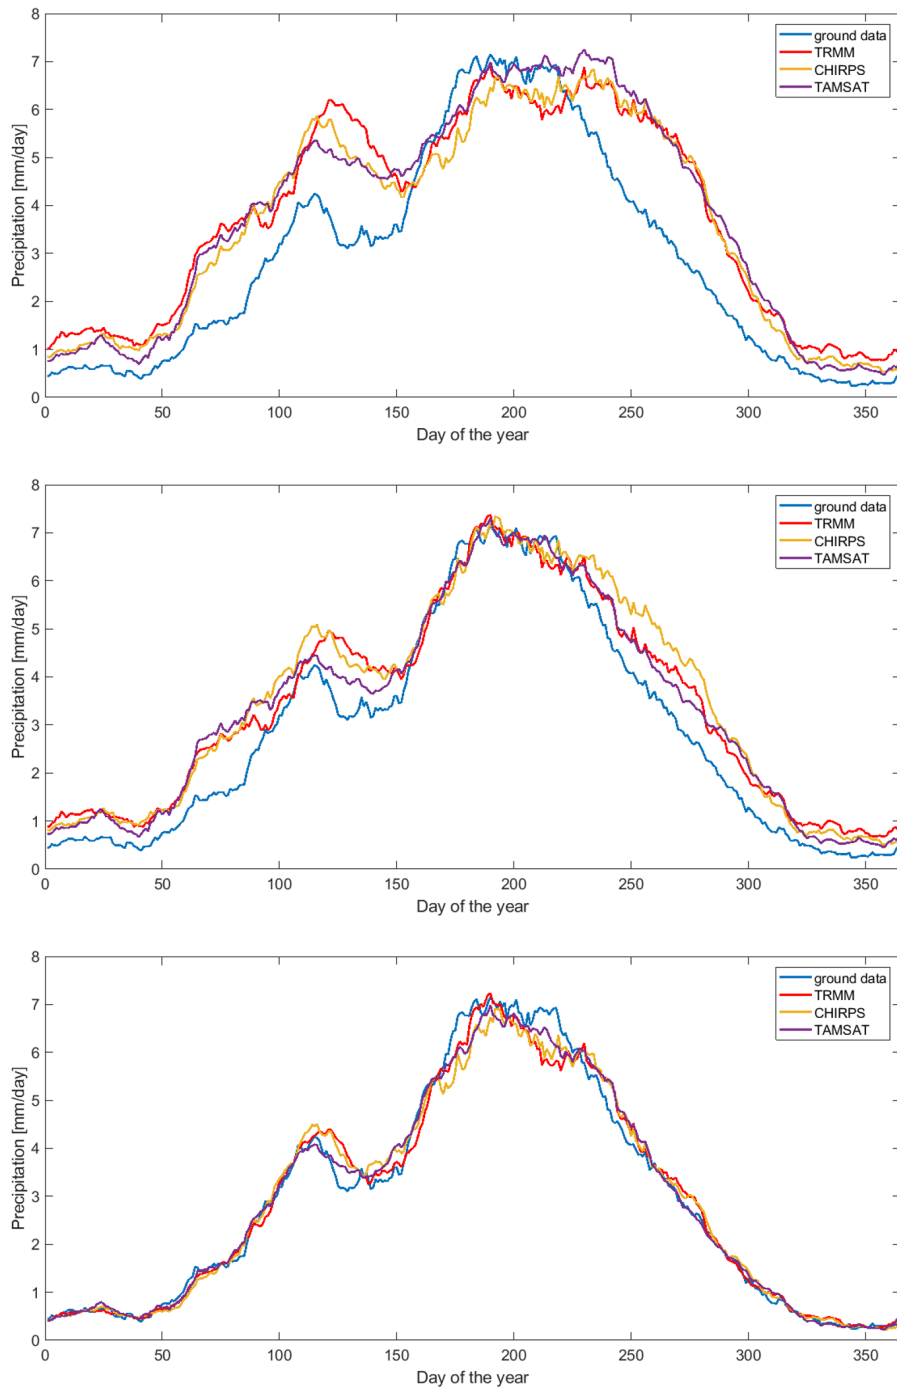 8
7
6
5
4
3
2
1
0
Precipitation [mm/day]
ground data
TRMM
CHIRPS
TAMSAT
0 50 100 150 200 250 300 350
Day of the year
8
7
6
5
4
3
2
1
0
Precipitation [mm/day]
ground data
TRMM
CHIRPS
TAMSAT
0 50 100 150 200 250 300 350
Day of the year
8
7
6
5
4
3
2
1
0
Precipitation [mm/day]
ground data
TRMM
CHIRPS
TAMSAT
0 50 100 150 200 250 300 350
Day of the year